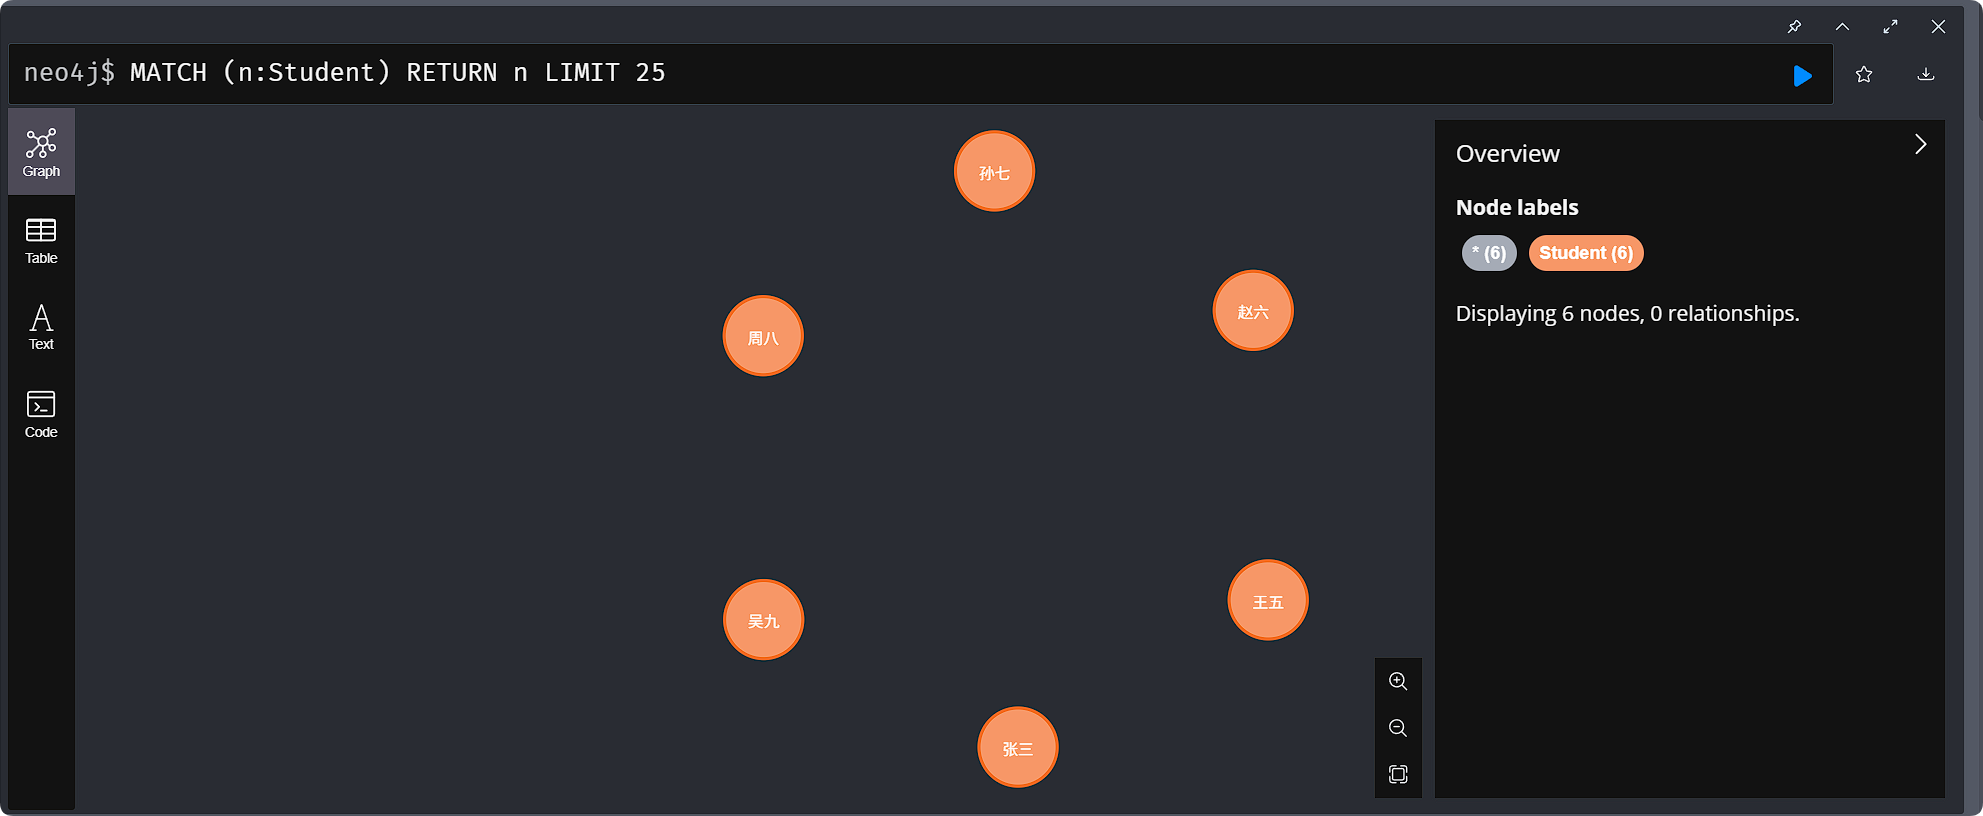 neo4j$ MATCH (n:Student) RETURN n LIMIT 25
Graph
Table
Text
Code
孙七
赵六
周八
王五
吴九
张三
Overview
Node labels
* (6) Student (6)
Displaying 6 nodes, 0 relationships.